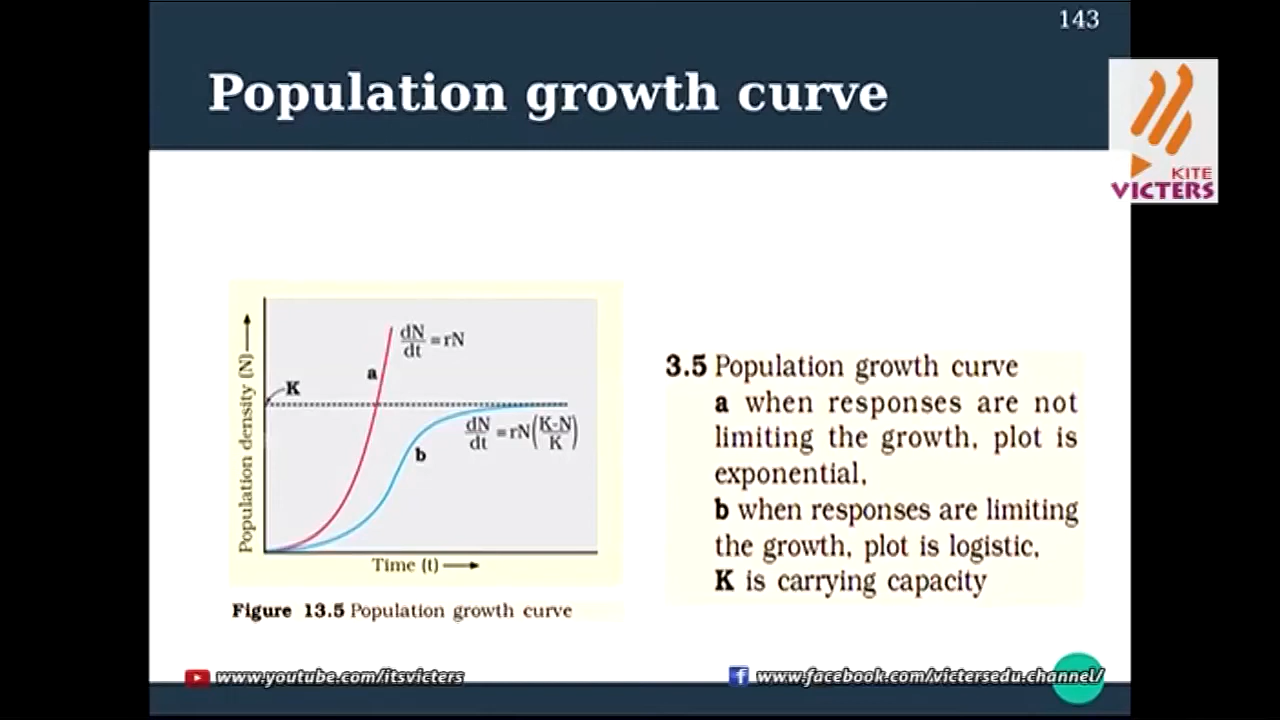 143
Population growth curve
KITE
VICTERS
Population density (N)
K
a
dN/dt = rN
dN/dt = rN(K-N/K)
b
Time (t)
Figure 13.5 Population growth curve
3.5 Population growth curve
a when responses are not
limiting the growth, plot is
exponential,
b when responses are limiting
the growth, plot is logistic,
K is carrying capacity
www.youtube.com/itsvicters
www.facebook.com/victersedu.channel/